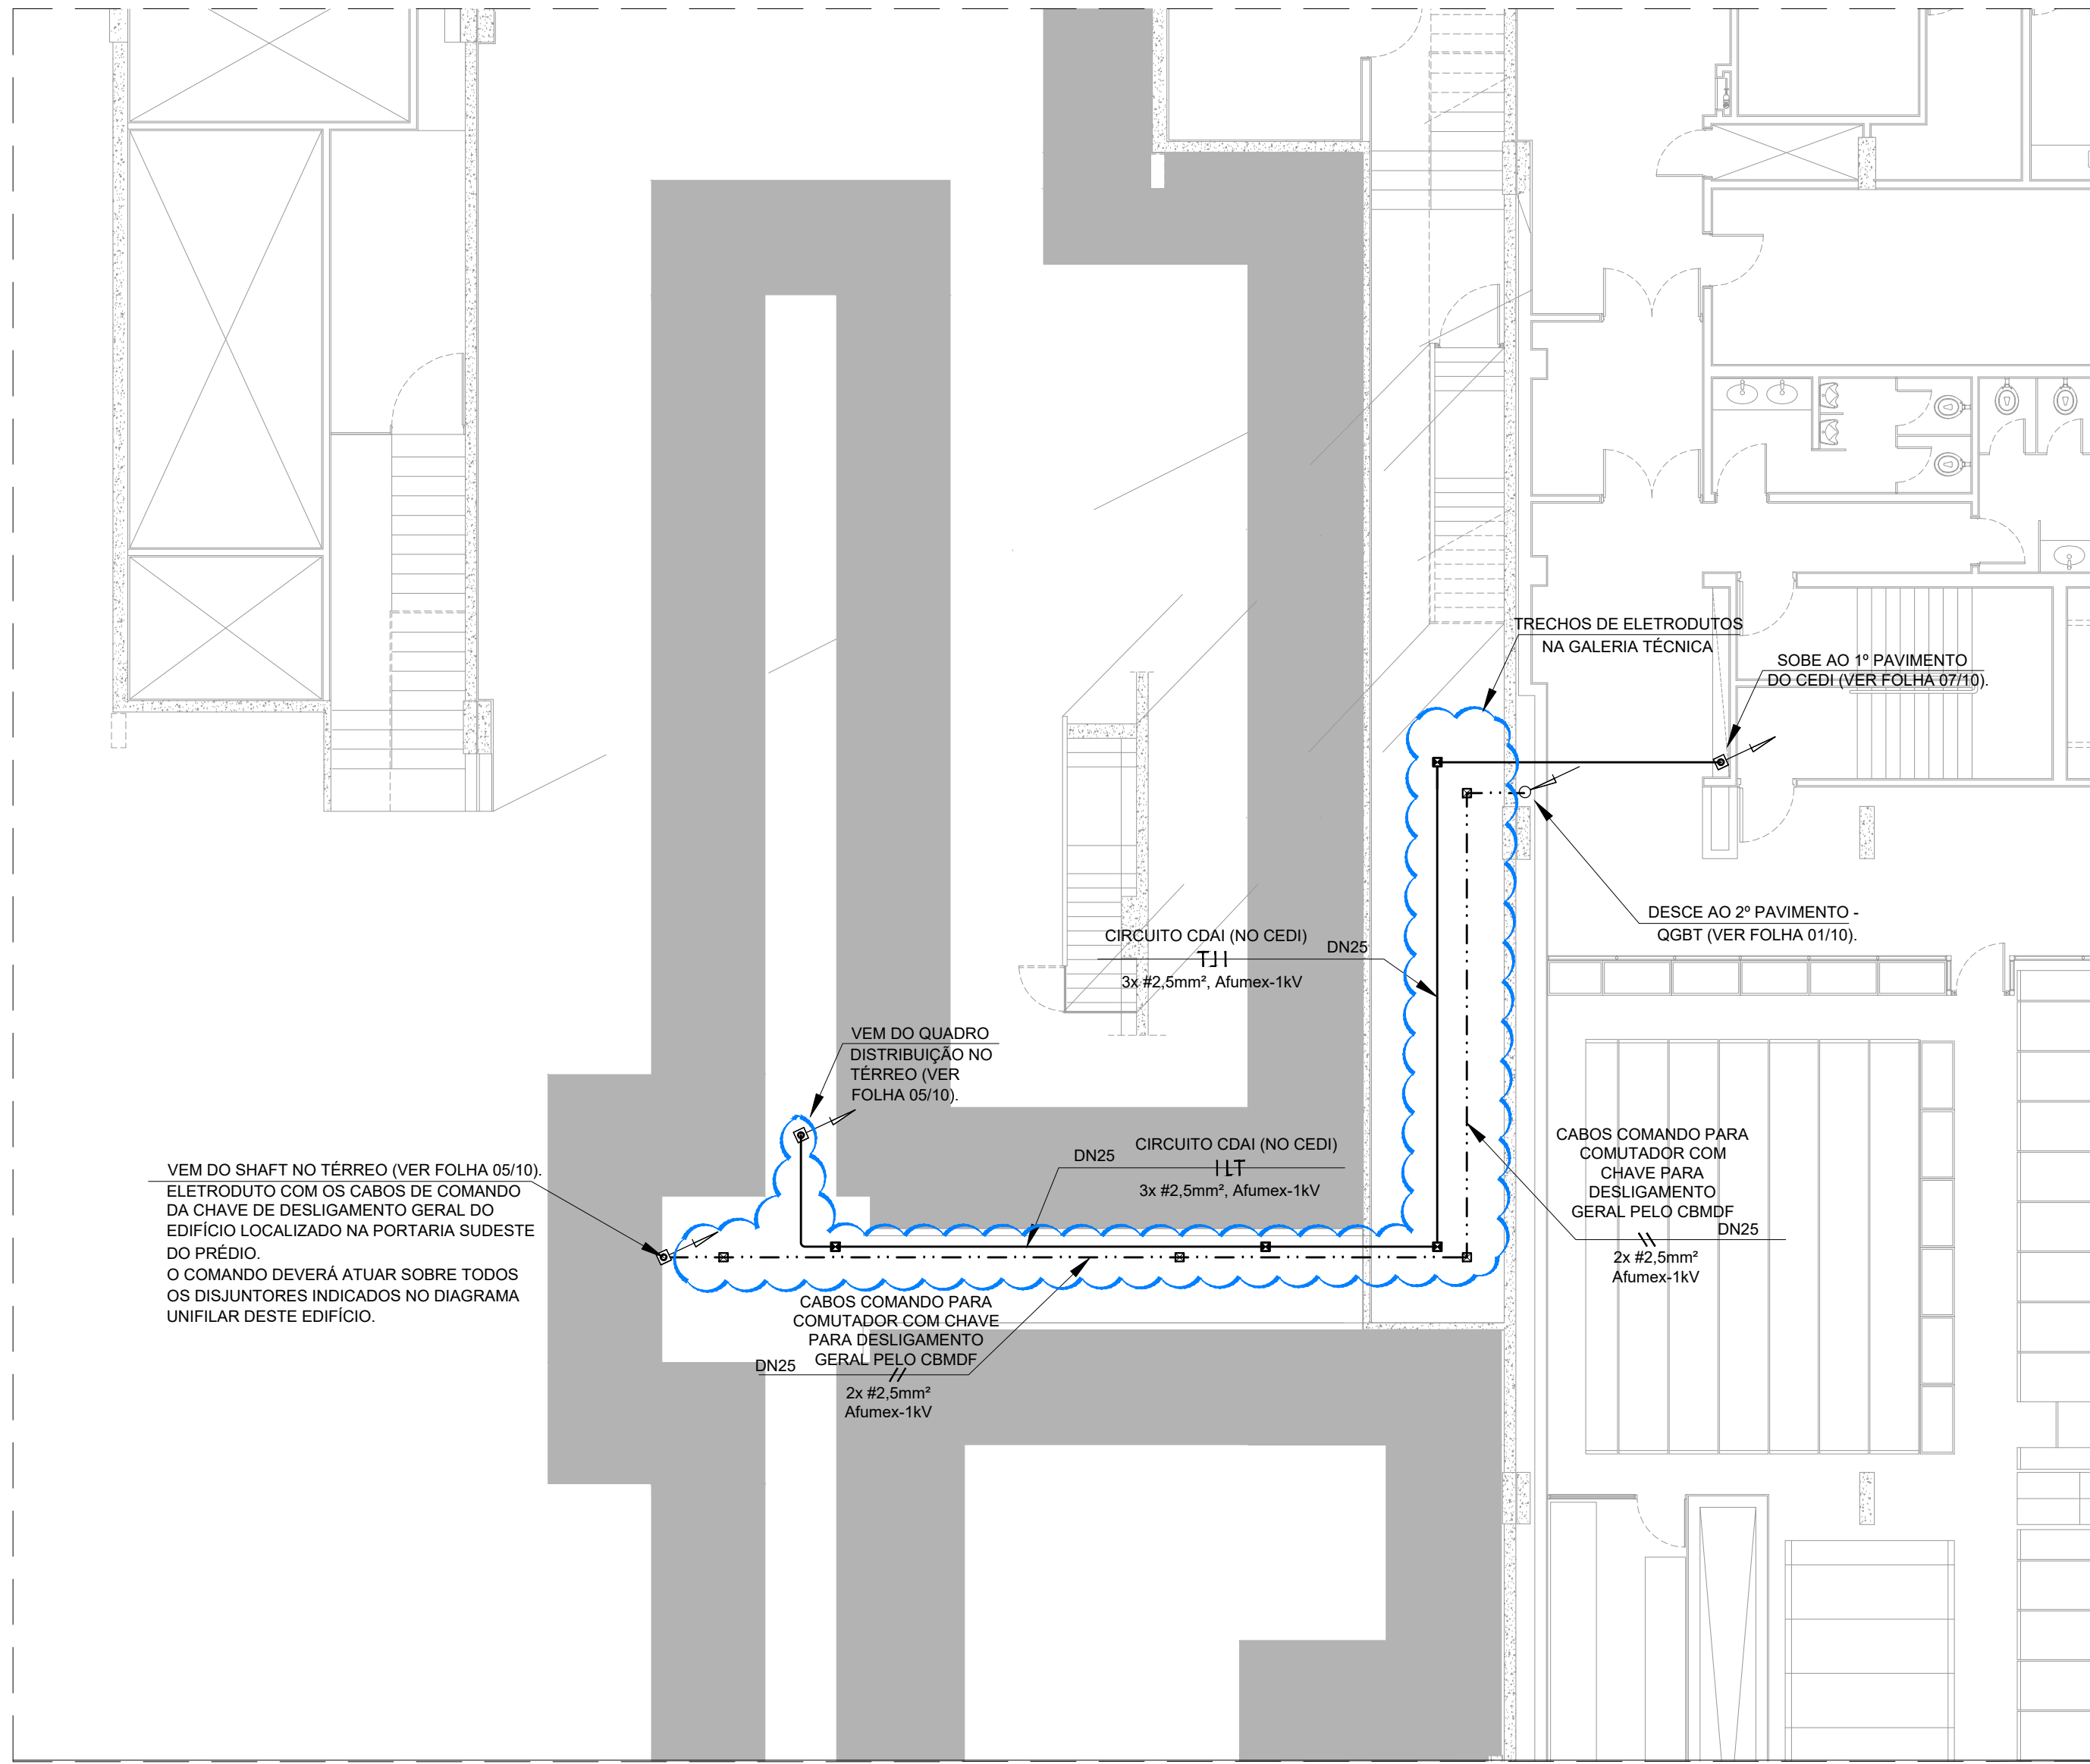 TRECHOS DE ELETRODUTOS
NA GALERIA TÉCNICA
SOBE AO 1º PAVIMENTO
DO CEDI (VER FOLHA 07/10).
DESCE AO 2º PAVIMENTO -
QGBT (VER FOLHA 01/10).
CIRCUITO CDAI (NO CEDI)
DN25
3x #2,5mm², Afumex-1kV
VEM DO QUADRO
DISTRIBUIÇÃO NO
TÉRREO (VER
FOLHA 05/10).
CIRCUITO CDAI (NO CEDI)
DN25
3x #2,5mm², Afumex-1kV
CABOS COMANDO PARA
COMUTADOR COM
CHAVE PARA
DESLIGAMENTO
GERAL PELO CBMDF
DN25
2x #2,5mm²
Afumex-1kV
VEM DO SHAFT NO TÉRREO (VER FOLHA 05/10).
ELETRODUTO COM OS CABOS DE COMANDO
DA CHAVE DE DESLIGAMENTO GERAL DO
EDIFÍCIO LOCALIZADO NA PORTARIA SUDESTE
DO PRÉDIO.
O COMANDO DEVERÁ ATUAR SOBRE TODOS
OS DISJUNTORES INDICADOS NO DIAGRAMA
UNIFILAR DESTE EDIFÍCIO.
CABOS COMANDO PARA
COMUTADOR COM CHAVE
PARA DESLIGAMENTO
GERAL PELO CBMDF
DN25
2x #2,5mm²
Afumex-1kV